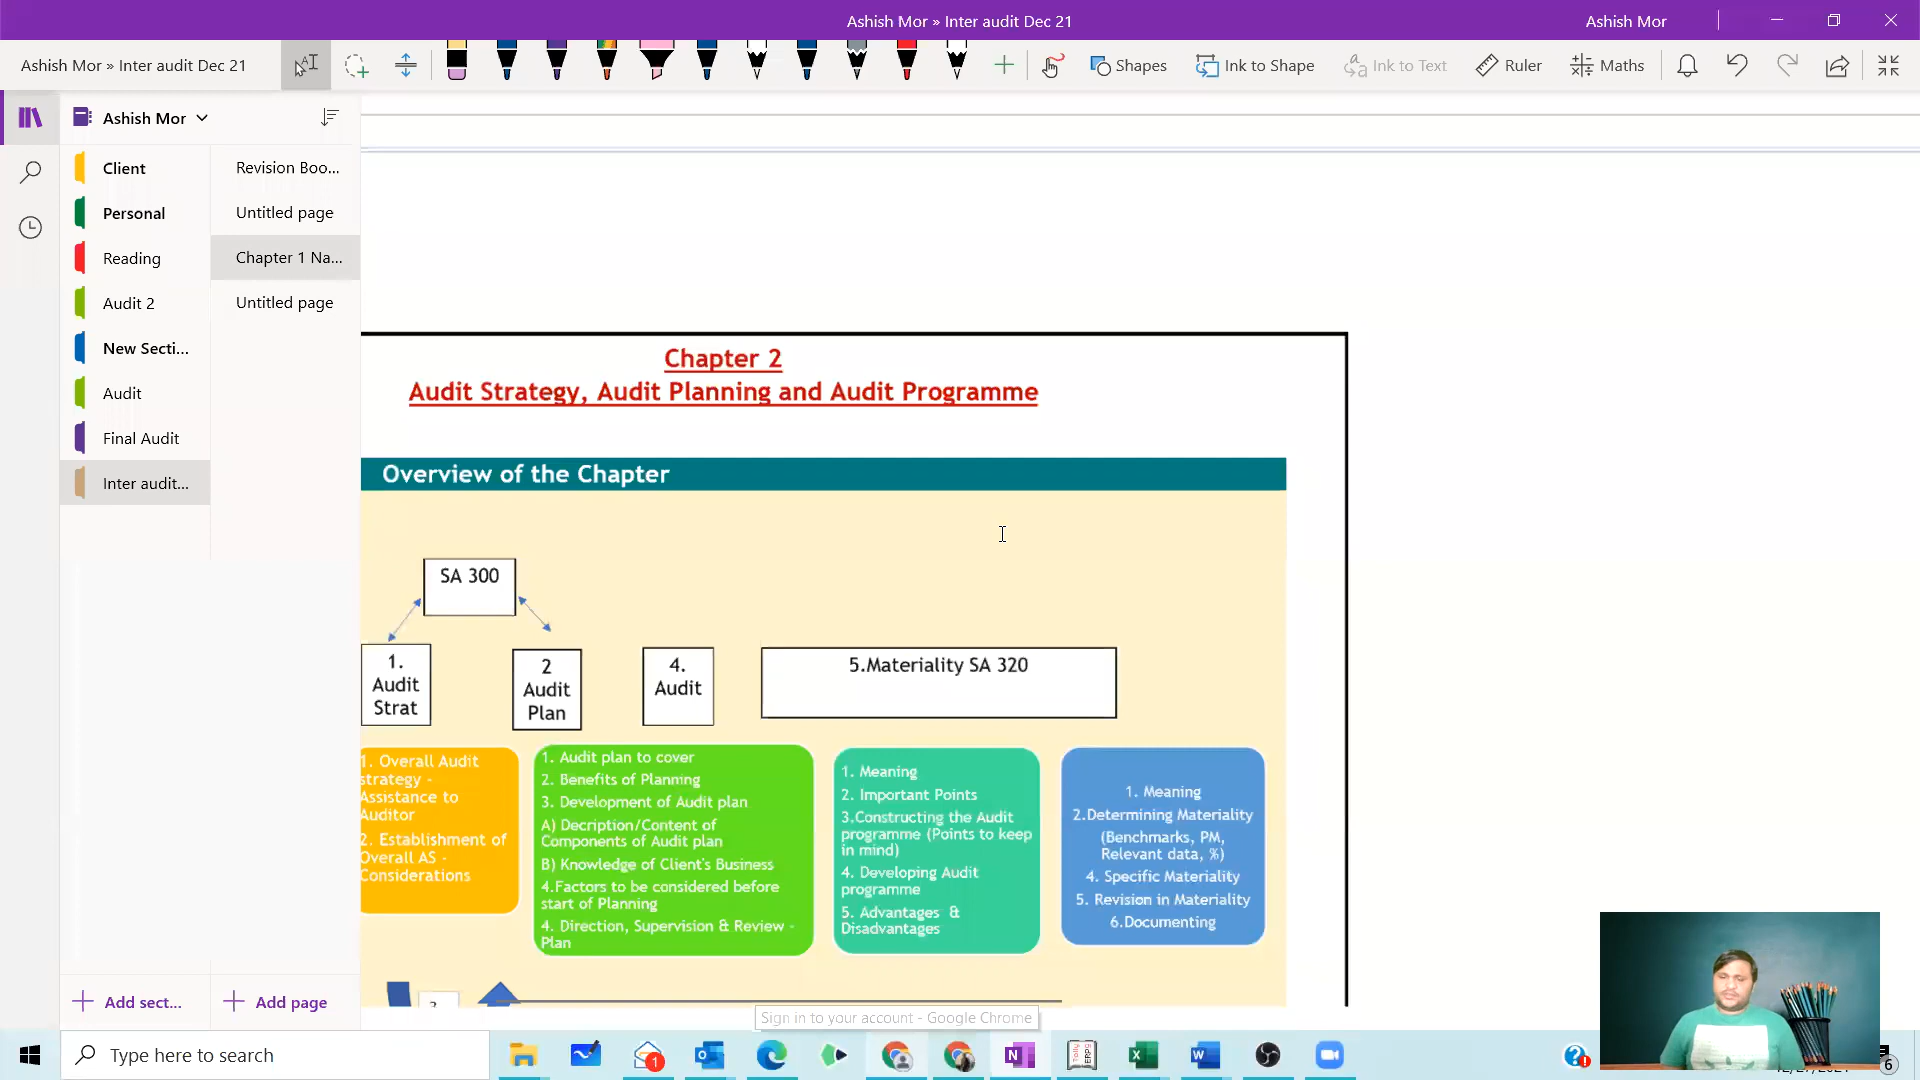 Ashish Mor » Inter audit Dec 21
Ashish Mor
Ashish Mor » Inter audit Dec 21
Shapes
Ink to Shape
Ink to Text
Ruler
Maths
Ashish Mor
Client
Personal
Reading
Audit 2
New Secti...
Audit
Final Audit
Inter audit...
Revision Boo...
Untitled page
Chapter 1 Na...
Untitled page
Chapter 2
Audit Strategy, Audit Planning and Audit Programme
Overview of the Chapter
SA 300
1.
Audit
Strat
2
Audit
Plan
4.
Audit
5.Materiality SA 320
1. Overall Audit
strategy -
Assistance to
Auditor
2. Establishment of
Overall AS -
Considerations
1. Audit plan to cover
2. Benefits of Planning
3. Development of Audit plan
A) Decription/Content of
Components of Audit plan
B) Knowledge of Client's Business
4.Factors to be considered before
start of Planning
4. Direction, Supervision & Review -
Plan
1. Meaning
2. Important Points
3.Constructing the Audit
programme (Points to keep
in mind)
4. Developing Audit
programme
5. Advantages &
Disadvantages
1. Meaning
2.Determining Materiality
(Benchmarks, PM,
Relevant data, %)
4. Specific Materiality
5. Revision in Materiality
6.Documenting
Add sect...
Add page
Sign in to your account - Google Chrome
Type here to search